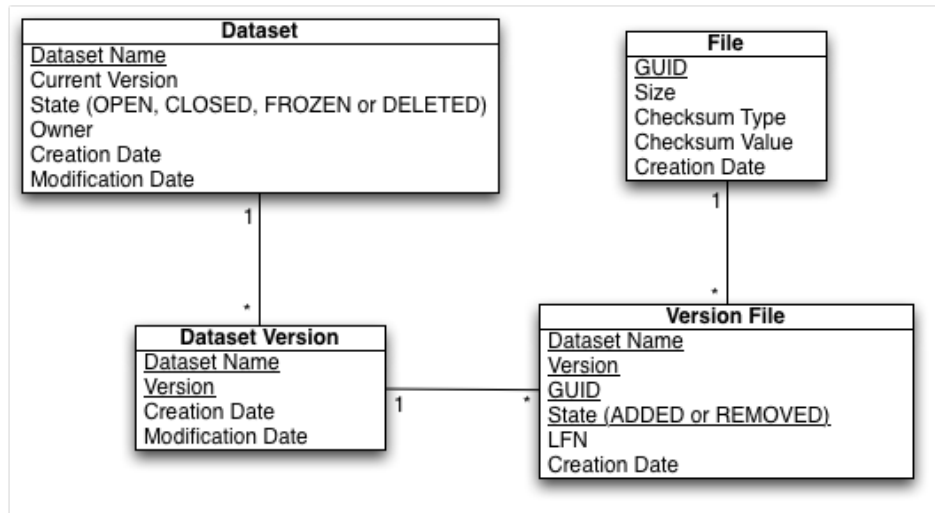 Dataset
Dataset Name
Current Version
State (OPEN, CLOSED, FROZEN or DELETED)
Owner
Creation Date
Modification Date
File
GUID
Size
Checksum Type
Checksum Value
Creation Date
1
*
1
*
Dataset Version
Dataset Name
Version
Creation Date
Modification Date
1
*
Version File
Dataset Name
Version
GUID
State (ADDED or REMOVED)
LFN
Creation Date